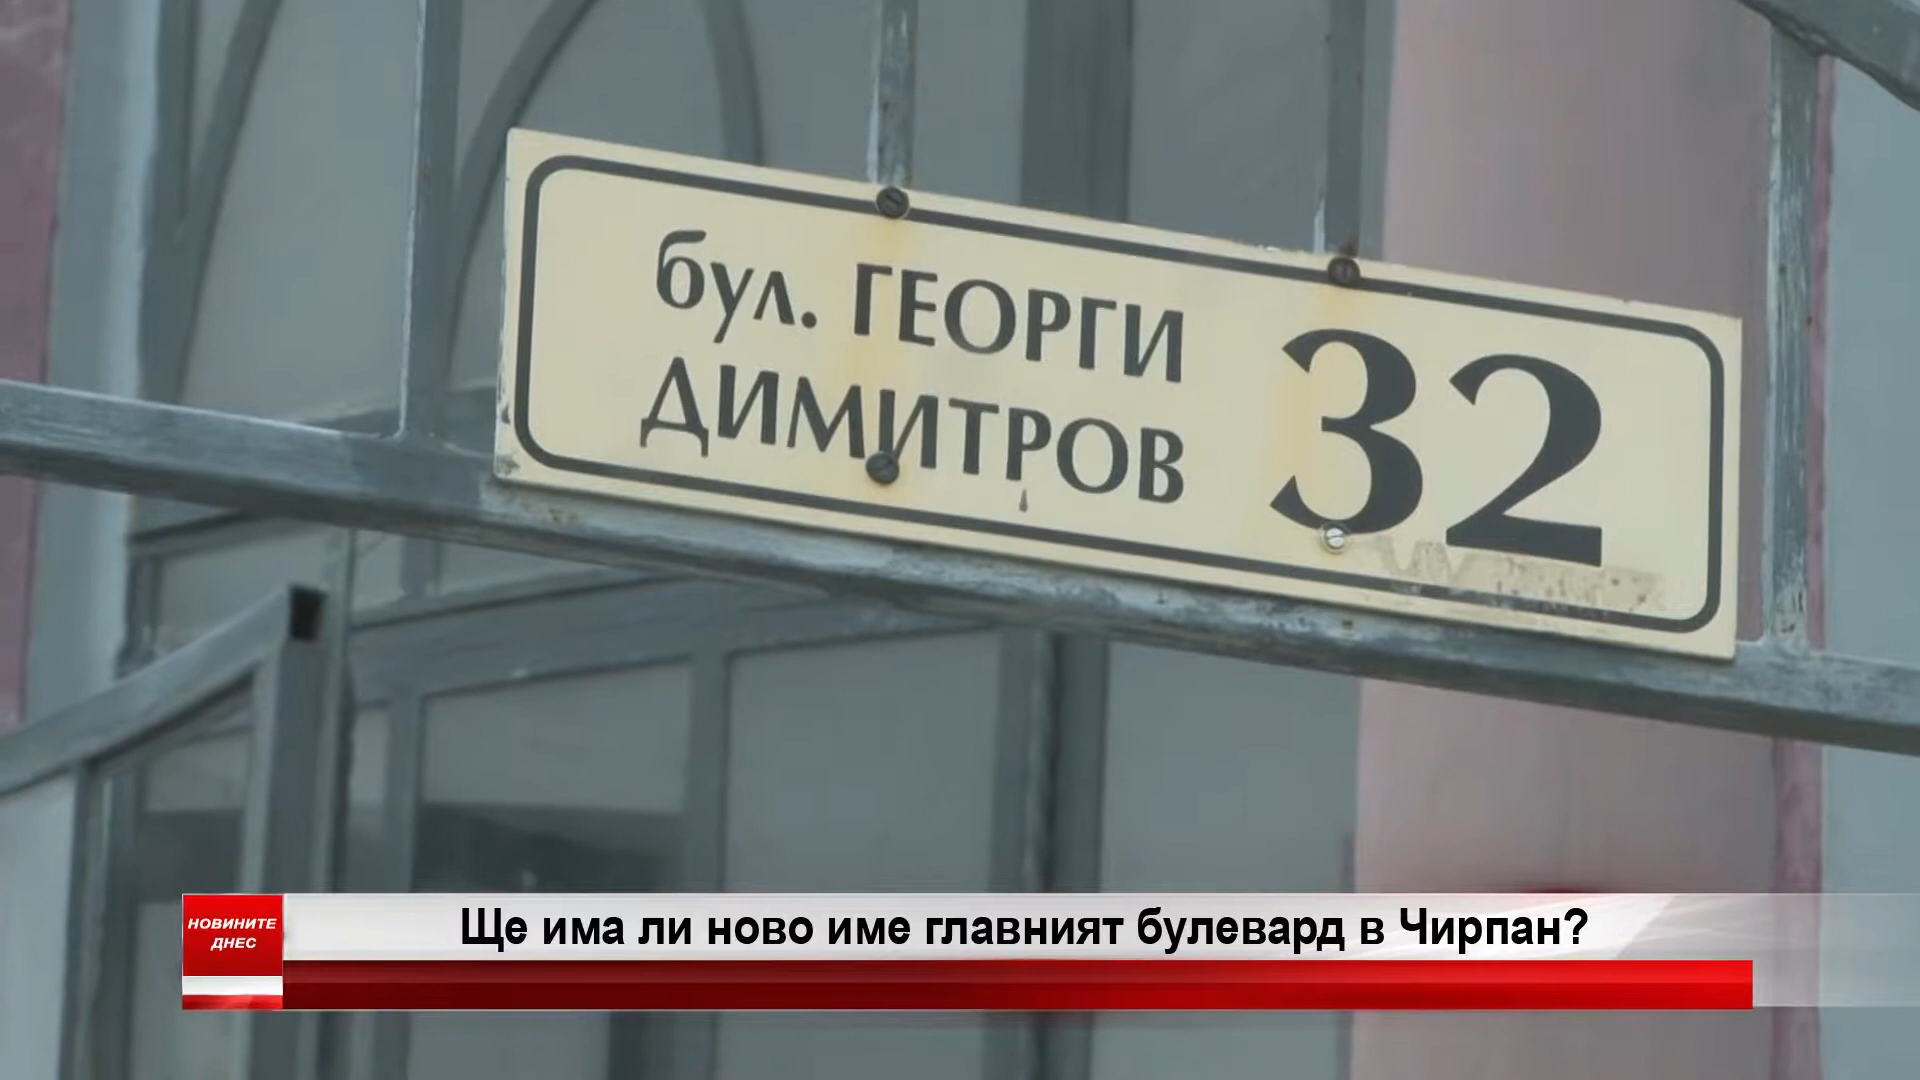 бул. ГЕОРГИ
ДИМИТРОВ
32
НОВИНИТЕ
ДНЕС
Ще има ли ново име главният булевард в Чирпан?